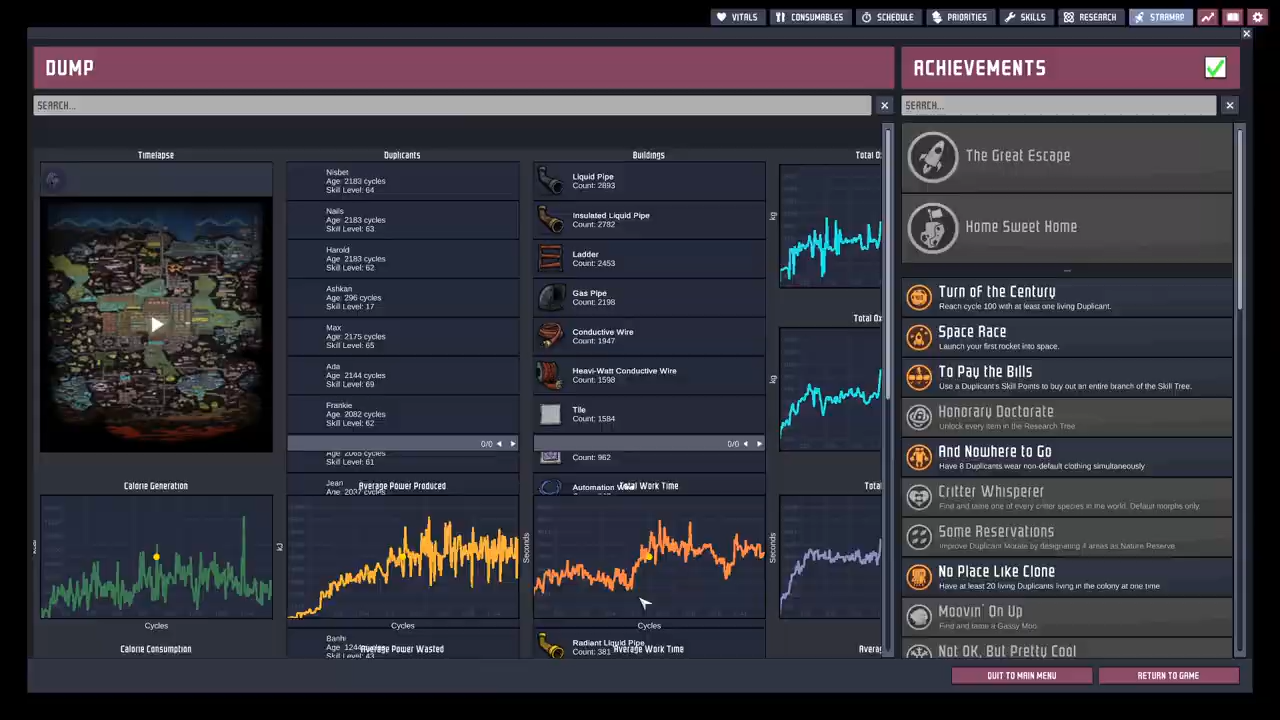 VITALS
CONSUMABLES
SCHEDULE
PRIORITIES
SKILLS
RESEARCH
STARMAP
DUMP
ACHIEVEMENTS
SEARCH...
SEARCH...
Timelapse
Duplicants
Buildings
Nisbet
Age: 2183 cycles
Skill Level: 64
Nails
Age: 2183 cycles
Skill Level: 63
Harold
Age: 2183 cycles
Skill Level: 62
Ashkan
Age: 296 cycles
Skill Level: 17
Max
Age: 2175 cycles
Skill Level: 65
Ada
Age: 2144 cycles
Skill Level: 69
Frankie
Age: 2082 cycles
Skill Level: 62
0/0
Skill Level: 61
Jean
Liquid Pipe
Count: 2893
Insulated Liquid Pipe
Count: 2782
Ladder
Count: 2453
Gas Pipe
Count: 2198
Conductive Wire
Count: 1947
Heavi-Watt Conductive Wire
Count: 1598
Tile
Count: 1584
0/0
Count: 962
Automation
Total
kg
Total
kg
Calorie Generation
Average Power Produced
Total Work Time
Total
kJ
Seconds
Seconds
Cycles
Cycles
Cycles
Banhi
Radiant Liquid Pipe
Count: 381
Calorie Consumption
Average Power Wasted
Average Work Time
The Great Escape
Home Sweet Home
Turn of the Century
Reach cycle 100 with at least one living Duplicant.
Space Race
Launch your first rocket into space.
To Pay the Bills
Use a Duplicant's Skill Points to buy out an entire branch of the Skill Tree.
Honorary Doctorate
Unlock every item in the Research Tree
And Nowhere to Go
Have 8 Duplicants wear non-default clothing simultaneously
Critter Whisperer
Find and tame one of every critter species in the world. Default morphs only.
Some Reservations
Improve Duplicant Morale by designating 4 areas as Nature Reserve
No Place Like Clone
Have at least 20 living Duplicants living in the colony at one time
Moovin' On Up
Find and tame a Gassy Moo
Not OK, But Pretty Cool
QUIT TO MAIN MENU
RETURN TO GAME